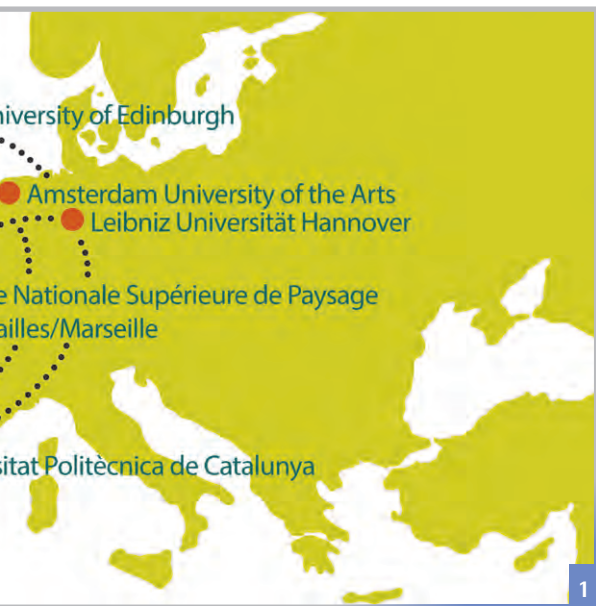 niversity of Edinburgh
Amsterdam University of the Arts
Leibniz Universität Hannover
e Nationale Supérieure de Paysage
ailles/Marseille
sitat Politècnica de Catalunya
1